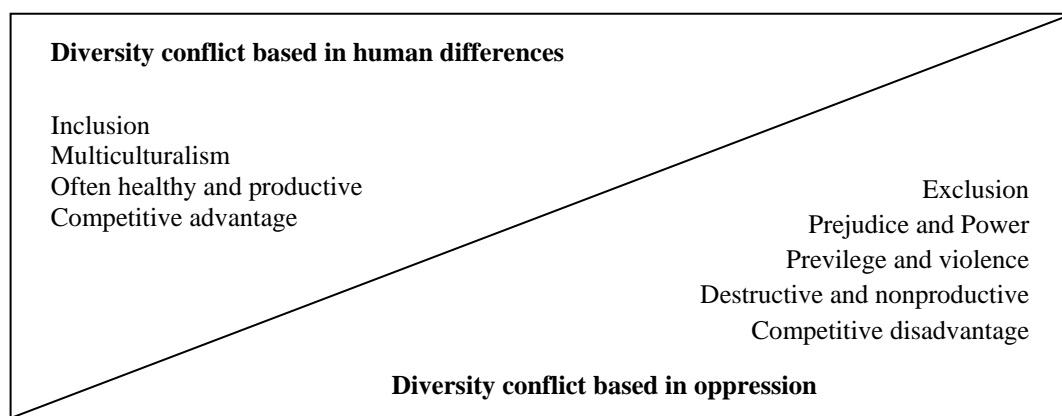 Diversity conflict based in human differences
Inclusion
Multiculturalism
Often healthy and productive
Competitive advantage
Exclusion
Prejudice and Power
Previlege and violence
Destructive and nonproductive
Competitive disadvantage
Diversity conflict based in oppression